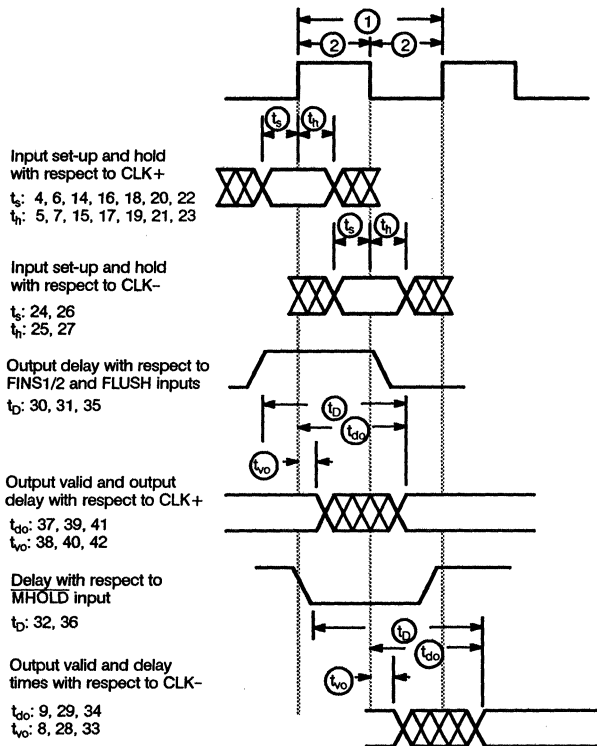 1
2 2
ts th
Input set-up and hold
with respect to CLK+
ts: 4, 6, 14, 16, 18, 20, 22
th: 5, 7, 15, 17, 19, 21, 23
ts th
Input set-up and hold
with respect to CLK–
ts: 24, 26
th: 25, 27
Output delay with respect to
FINS1/2 and FLUSH inputs
tD: 30, 31, 35
tD
tdo
tvo
Output valid and output
delay with respect to CLK+
tdo: 37, 39, 41
tvo: 38, 40, 42
Delay with respect to
MHOLD input
tD: 32, 36
tD
tdo
tvo
Output valid and delay
times with respect to CLK–
tdo: 9, 29, 34
tvo: 8, 28, 33